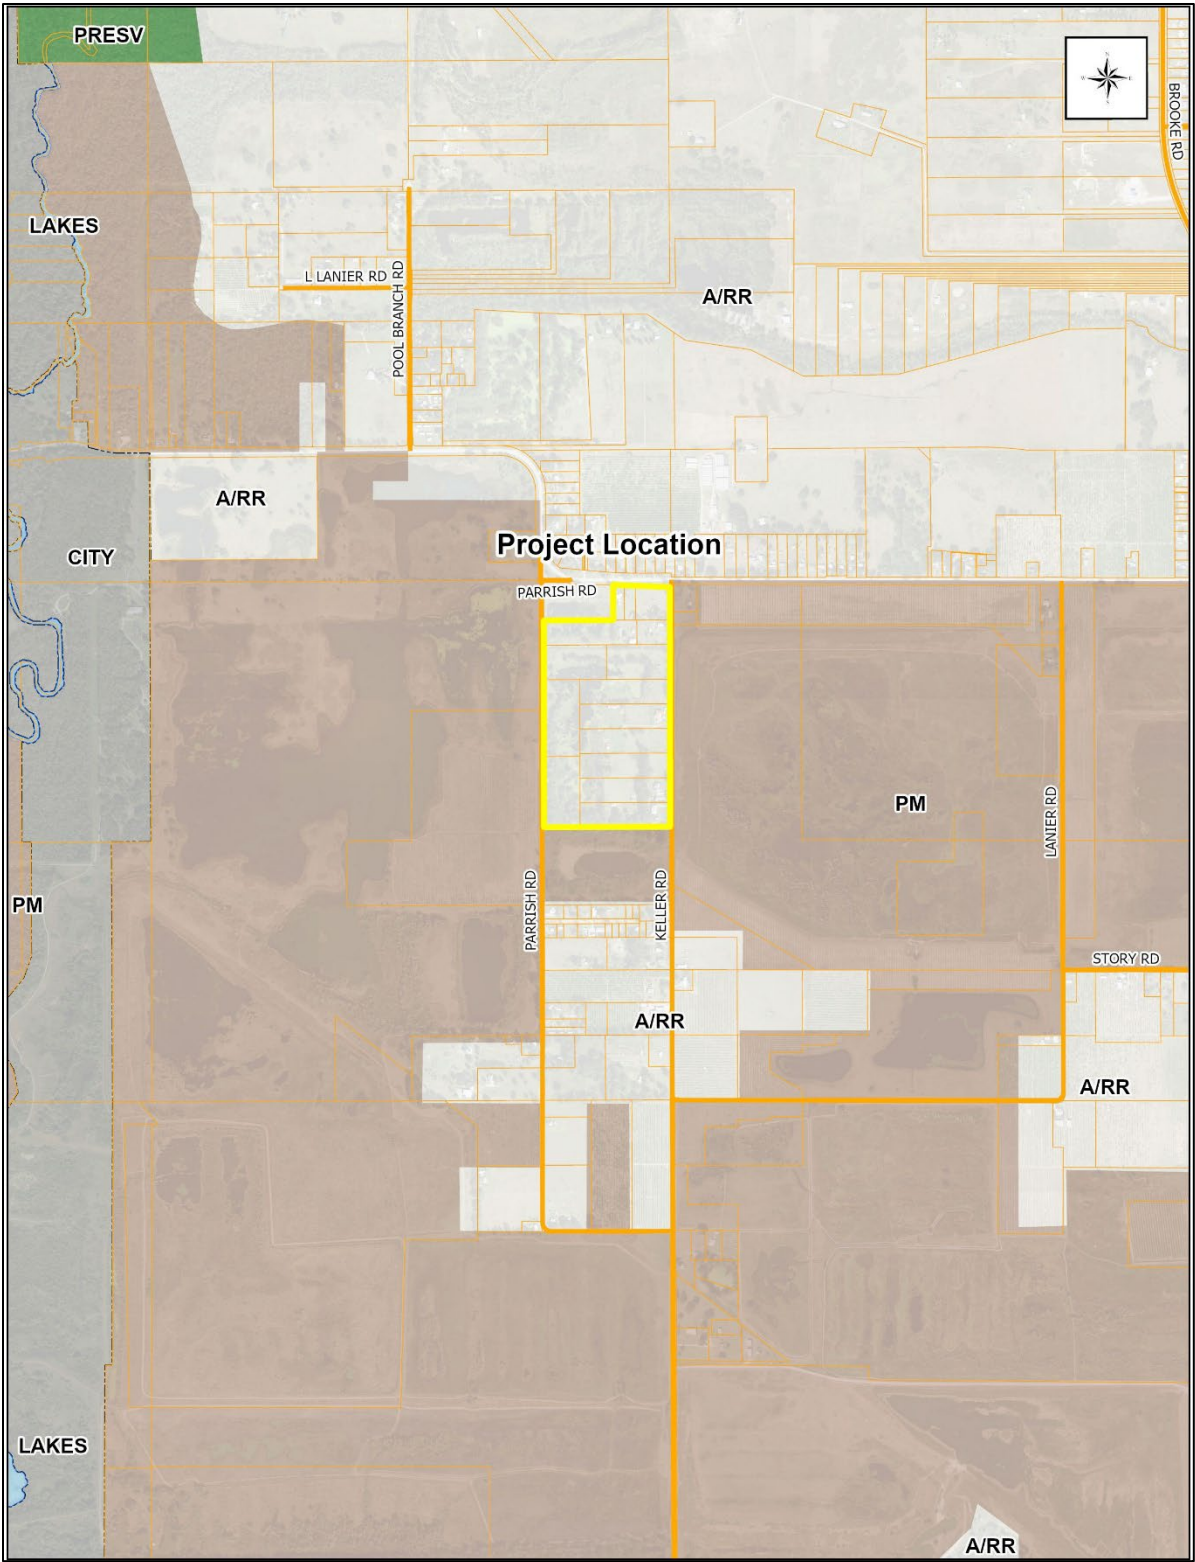 PRESV
BROOKE RD
LAKES
L LANIER RD
POOL BRANCH RD
A/RR
A/RR
CITY
Project Location
PARRISH RD
PM
LANIER RD
PM
PARRISH RD
KELLER RD
STORY RD
A/RR
A/RR
LAKES
A/RR